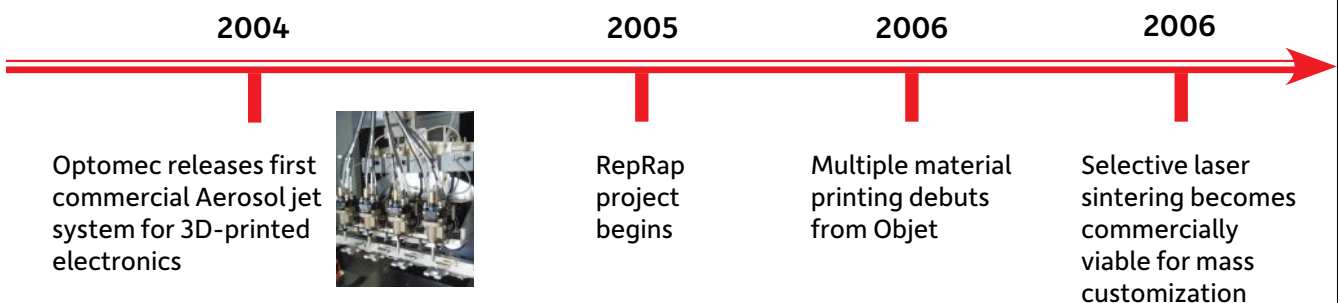 2004
Optomec releases first
commercial Aerosol jet
system for 3D-printed
electronics
2005
RepRap
project
begins
2006
Multiple material
printing debuts
from Objet
2006
Selective laser
sintering becomes
commercially
viable for mass
customization